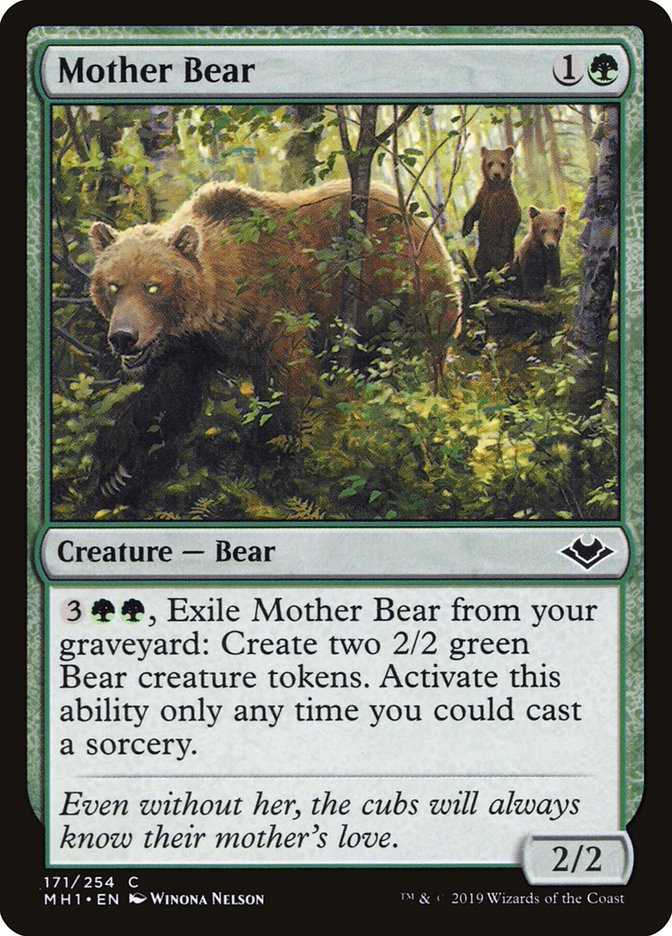 Mother Bear 1
Creature — Bear
3, Exile Mother Bear from your
graveyard: Create two 2/2 green
Bear creature tokens. Activate this
ability only any time you could cast
a sorcery.
Even without her, the cubs will always
know their mother's love.
2/2
171/254 C
MH1 • EN Winona Nelson
™ & © 2019 Wizards of the Coast